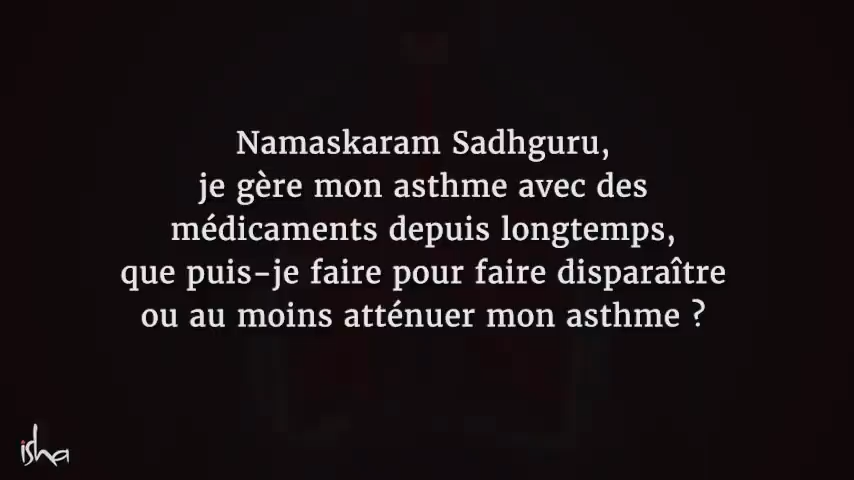 Namaskaram Sadhguru,
je gère mon asthme avec des
médicaments depuis longtemps,
que puis-je faire pour faire disparaître
ou au moins atténuer mon asthme ?
isha